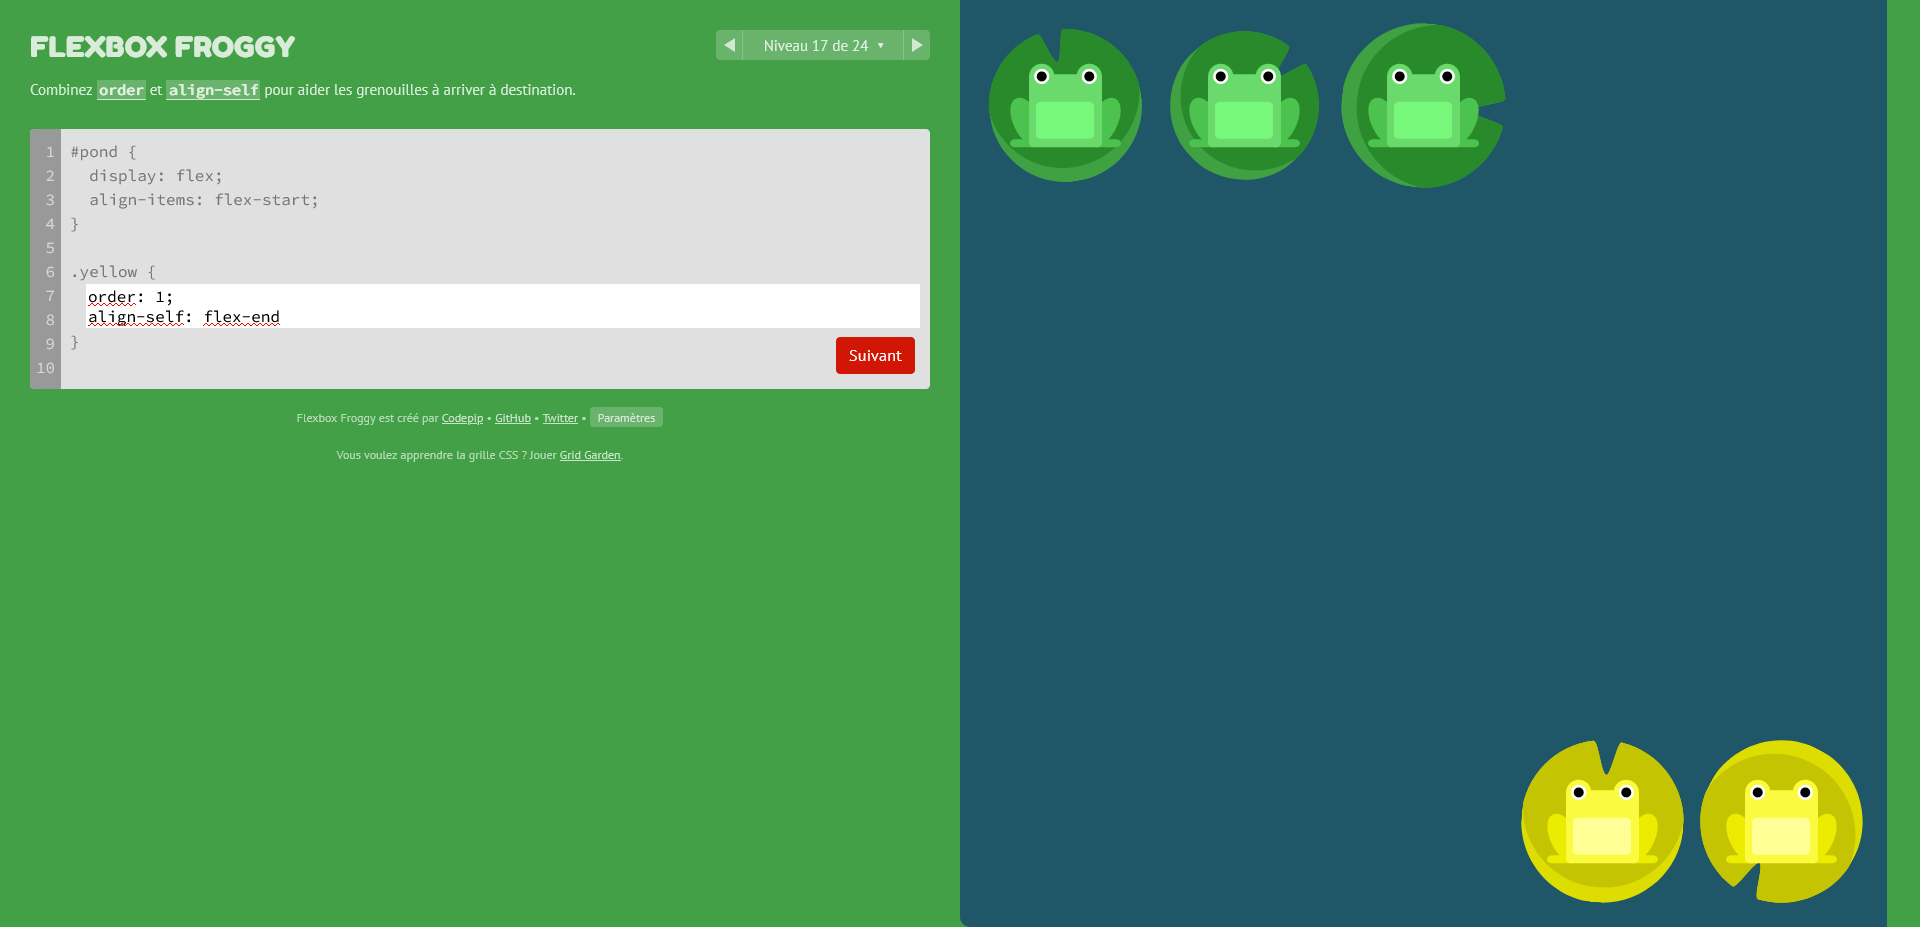 FLEXBOX FROGGY
Niveau 17 de 24 ▾
Combinez order et align-self pour aider les grenouilles à arriver à destination.
1 #pond {
2 display: flex;
3 align-items: flex-start;
4 }
5
6 .yellow {
7 order: 1;
8 align-self: flex-end
9 }
10
Suivant
Flexbox Froggy est créé par Codepip • GitHub • Twitter • Paramètres
Vous voulez apprendre la grille CSS ? Jouer Grid Garden.